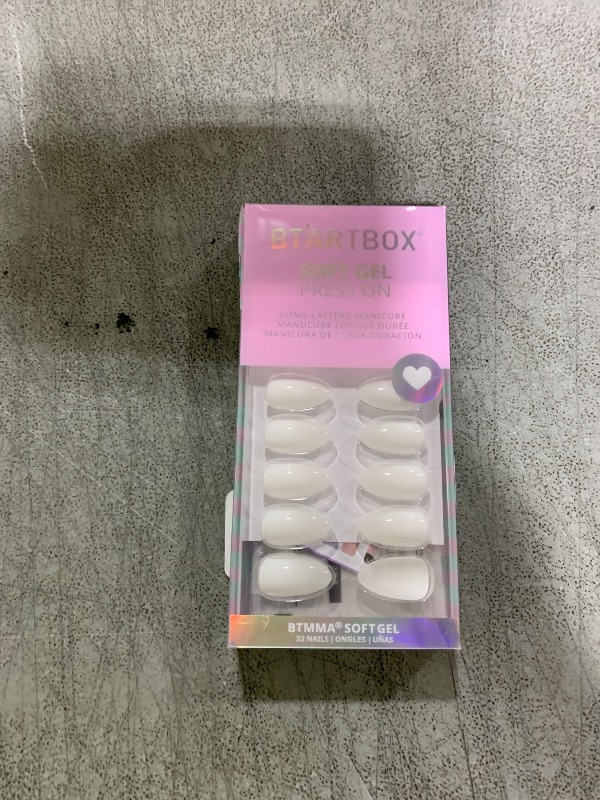 BTARTBOX®
SOFT GEL
PRESS ON
LONG-LASTING MANICURE
MANUCURE LONGUE DURÉE
MANICURA DE LARGA DURACIÓN
BTMMA® SOFT GEL
32 NAILS | ONGLES | UÑAS